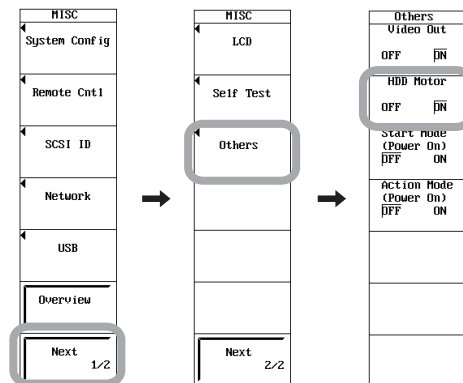 MISC
System Config
Remote Cntl
SCSI ID
Network
USB
Overview
Next
1/2
MISC
LCD
Self Test
Others
Next
2/2
Others
Video Out
OFF ON
HDD Motor
OFF ON
Start Mode
(Power On)
OFF ON
Action Mode
(Power On)
OFF ON